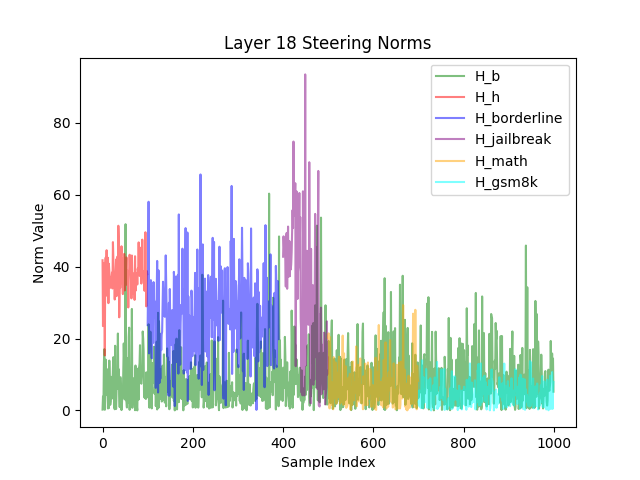 Layer 18 Steering Norms
H_b
H_h
H_borderline
H_jailbreak
H_math
H_gsm8k
Norm Value
80
60
40
20
0
0 200 400 600 800 1000
Sample Index